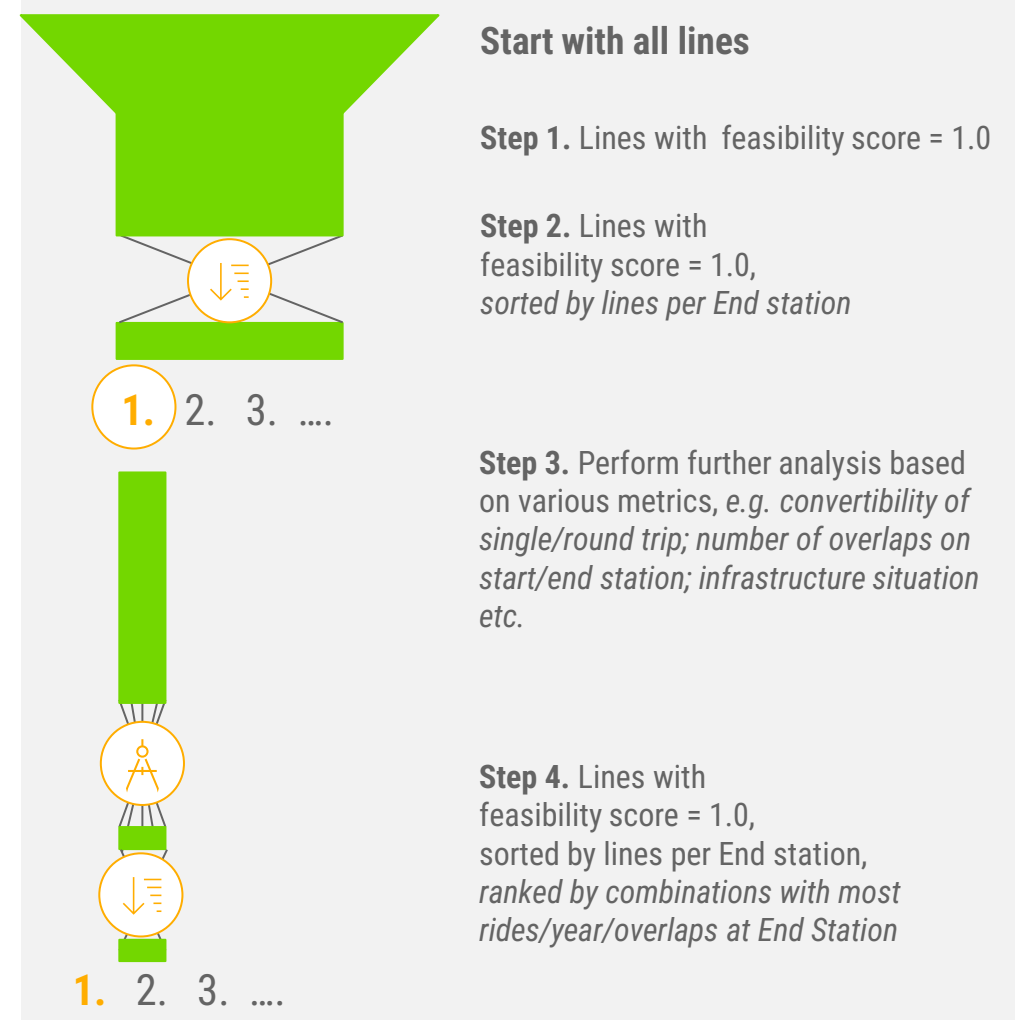 Start with all lines
Step 1. Lines with feasibility score = 1.0
Step 2. Lines with
feasibility score = 1.0,
sorted by lines per End station
1. 2. 3. ....
Step 3. Perform further analysis based
on various metrics, e.g. convertibility of
single/round trip; number of overlaps on
start/end station; infrastructure situation
etc.
Step 4. Lines with
feasibility score = 1.0,
sorted by lines per End station,
ranked by combinations with most
rides/year/overlaps at End Station
1. 2. 3. ....